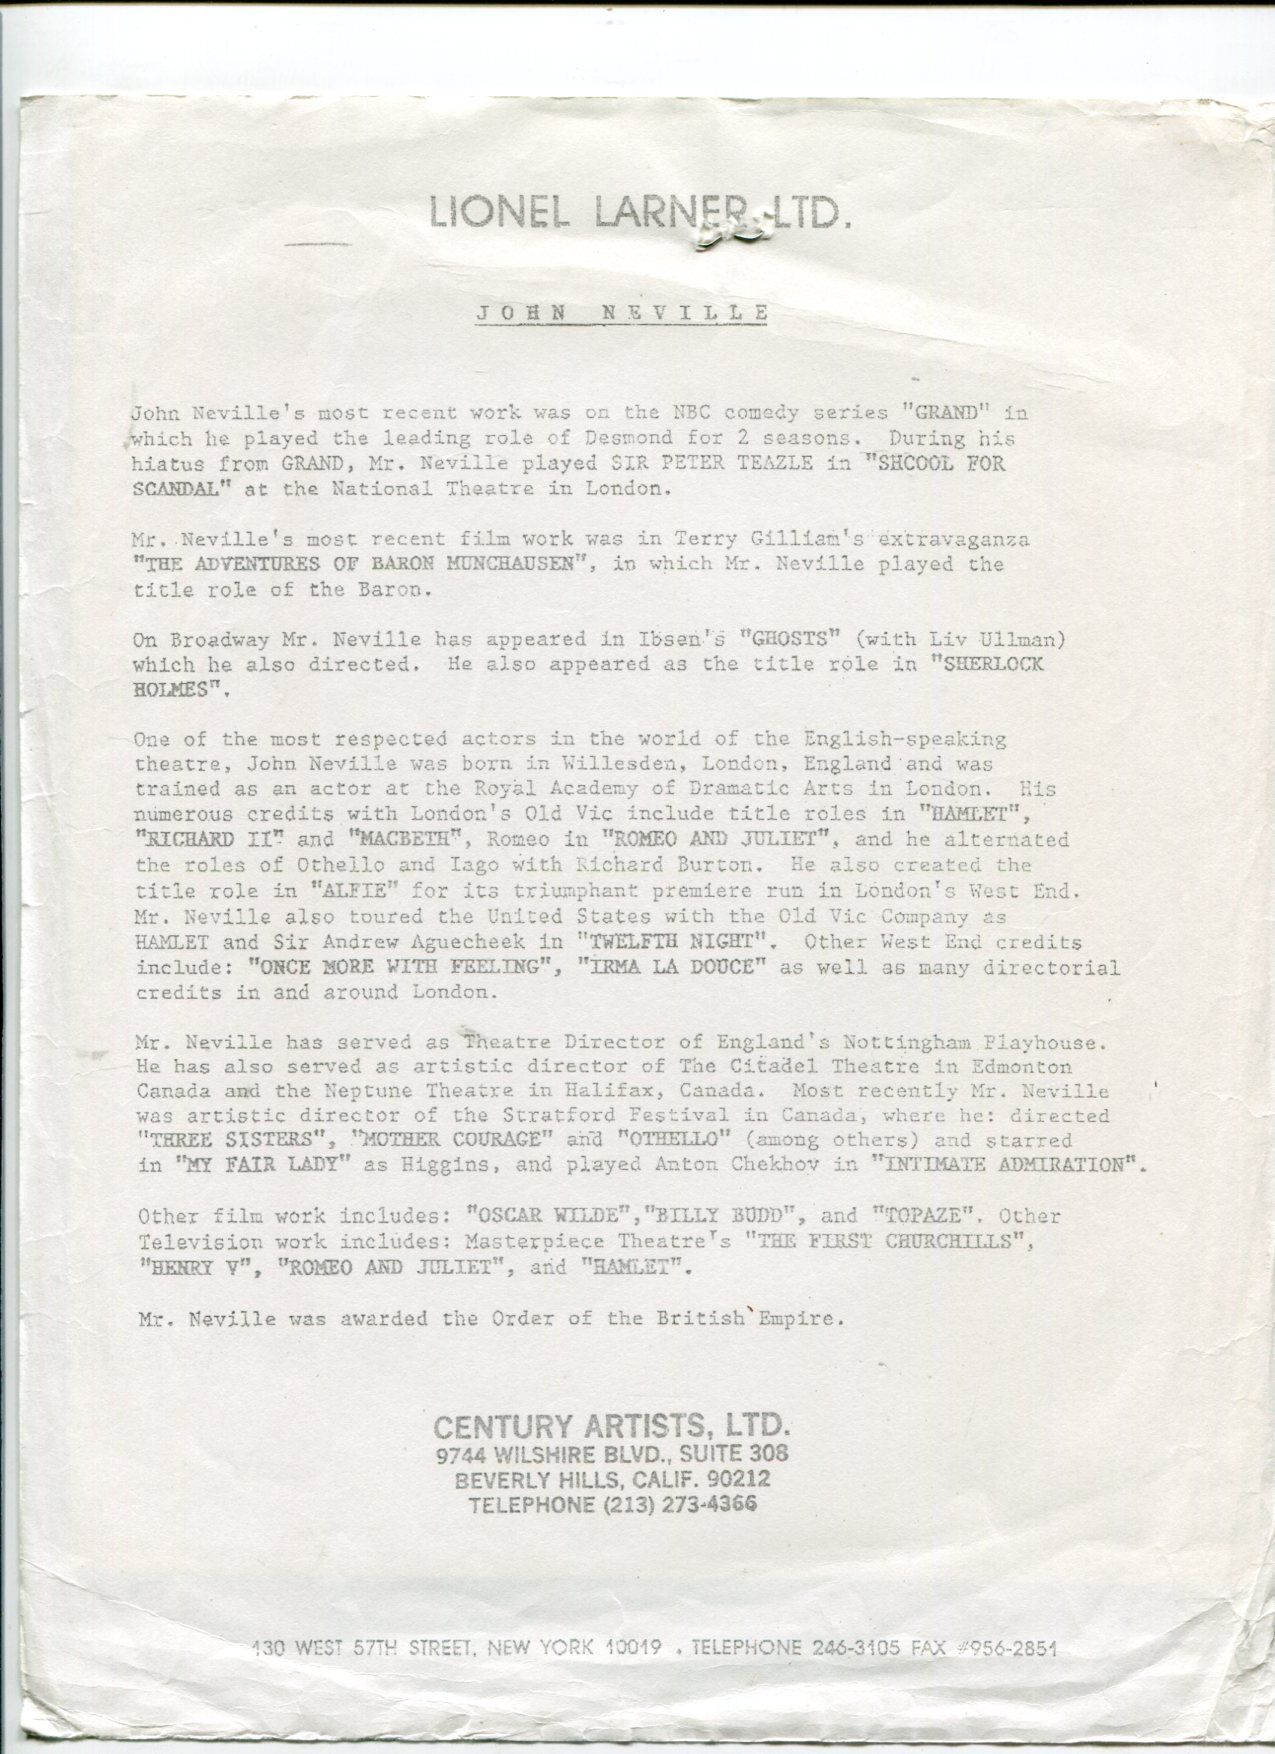 LIONEL LARNER, LTD.
JOHN NEVILLE
John Neville's most recent work was on the NBC comedy series "GRAND" in
which he played the leading role of Desmond for 2 seasons. During his
hiatus from GRAND, Mr. Neville played SIR PETER TEAZLE in "SHCOOL FOR
SCANDAL" at the National Theatre in London.
Mr. Neville's most recent film work was in Terry Gilliam's extravaganza
"THE ADVENTURES OF BARON MUNCHAUSEN", in which Mr. Neville played the
title role of the Baron.
On Broadway Mr. Neville has appeared in Ibsen's "GHOSTS" (with Liv Ullman)
which he also directed. He also appeared as the title role in "SHERLOCK
HOLMES".
One of the most respected actors in the world of the English-speaking
theatre, John Neville was born in Willesden, London, England and was
trained as an actor at the Royal Academy of Dramatic Arts in London. His
numerous credits with London's Old Vic include title roles in "HAMLET",
"RICHARD II" and "MACBETH", Romeo in "ROMEO AND JULIET", and he alternated
the roles of Othello and Iago with Richard Burton. He also created the
title role in "ALFIE" for its triumphant premiere run in London's West End.
Mr. Neville also toured the United States with the Old Vic Company as
HAMLET and Sir Andrew Aguecheek in "TWELFTH NIGHT". Other West End credits
include: "ONCE MORE WITH FEELING", "IRMA LA DOUCE" as well as many directorial
credits in and around London.
Mr. Neville has served as Theatre Director of England's Nottingham Playhouse.
He has also served as artistic director of The Citadel Theatre in Edmonton
Canada and the Neptune Theatre in Halifax, Canada. Most recently Mr. Neville
was artistic director of the Stratford Festival in Canada, where he: directed
"THREE SISTERS", "MOTHER COURAGE" and "OTHELLO" (among others) and starred
in "MY FAIR LADY" as Higgins, and played Anton Chekhov in "INTIMATE ADMIRATION".
Other film work includes: "OSCAR WILDE","BILLY BUDD", and "TOPAZE". Other
Television work includes: Masterpiece Theatre's "THE FIRST CHURCHILLS",
"HENRY V", "ROMEO AND JULIET", and "HAMLET".
Mr. Neville was awarded the Order of the British Empire.
CENTURY ARTISTS, LTD.
9744 WILSHIRE BLVD., SUITE 308
BEVERLY HILLS, CALIF. 90212
TELEPHONE (213) 273-4366
130 WEST 57TH STREET, NEW YORK 10019 . TELEPHONE 246-3105 FAX #956-2851